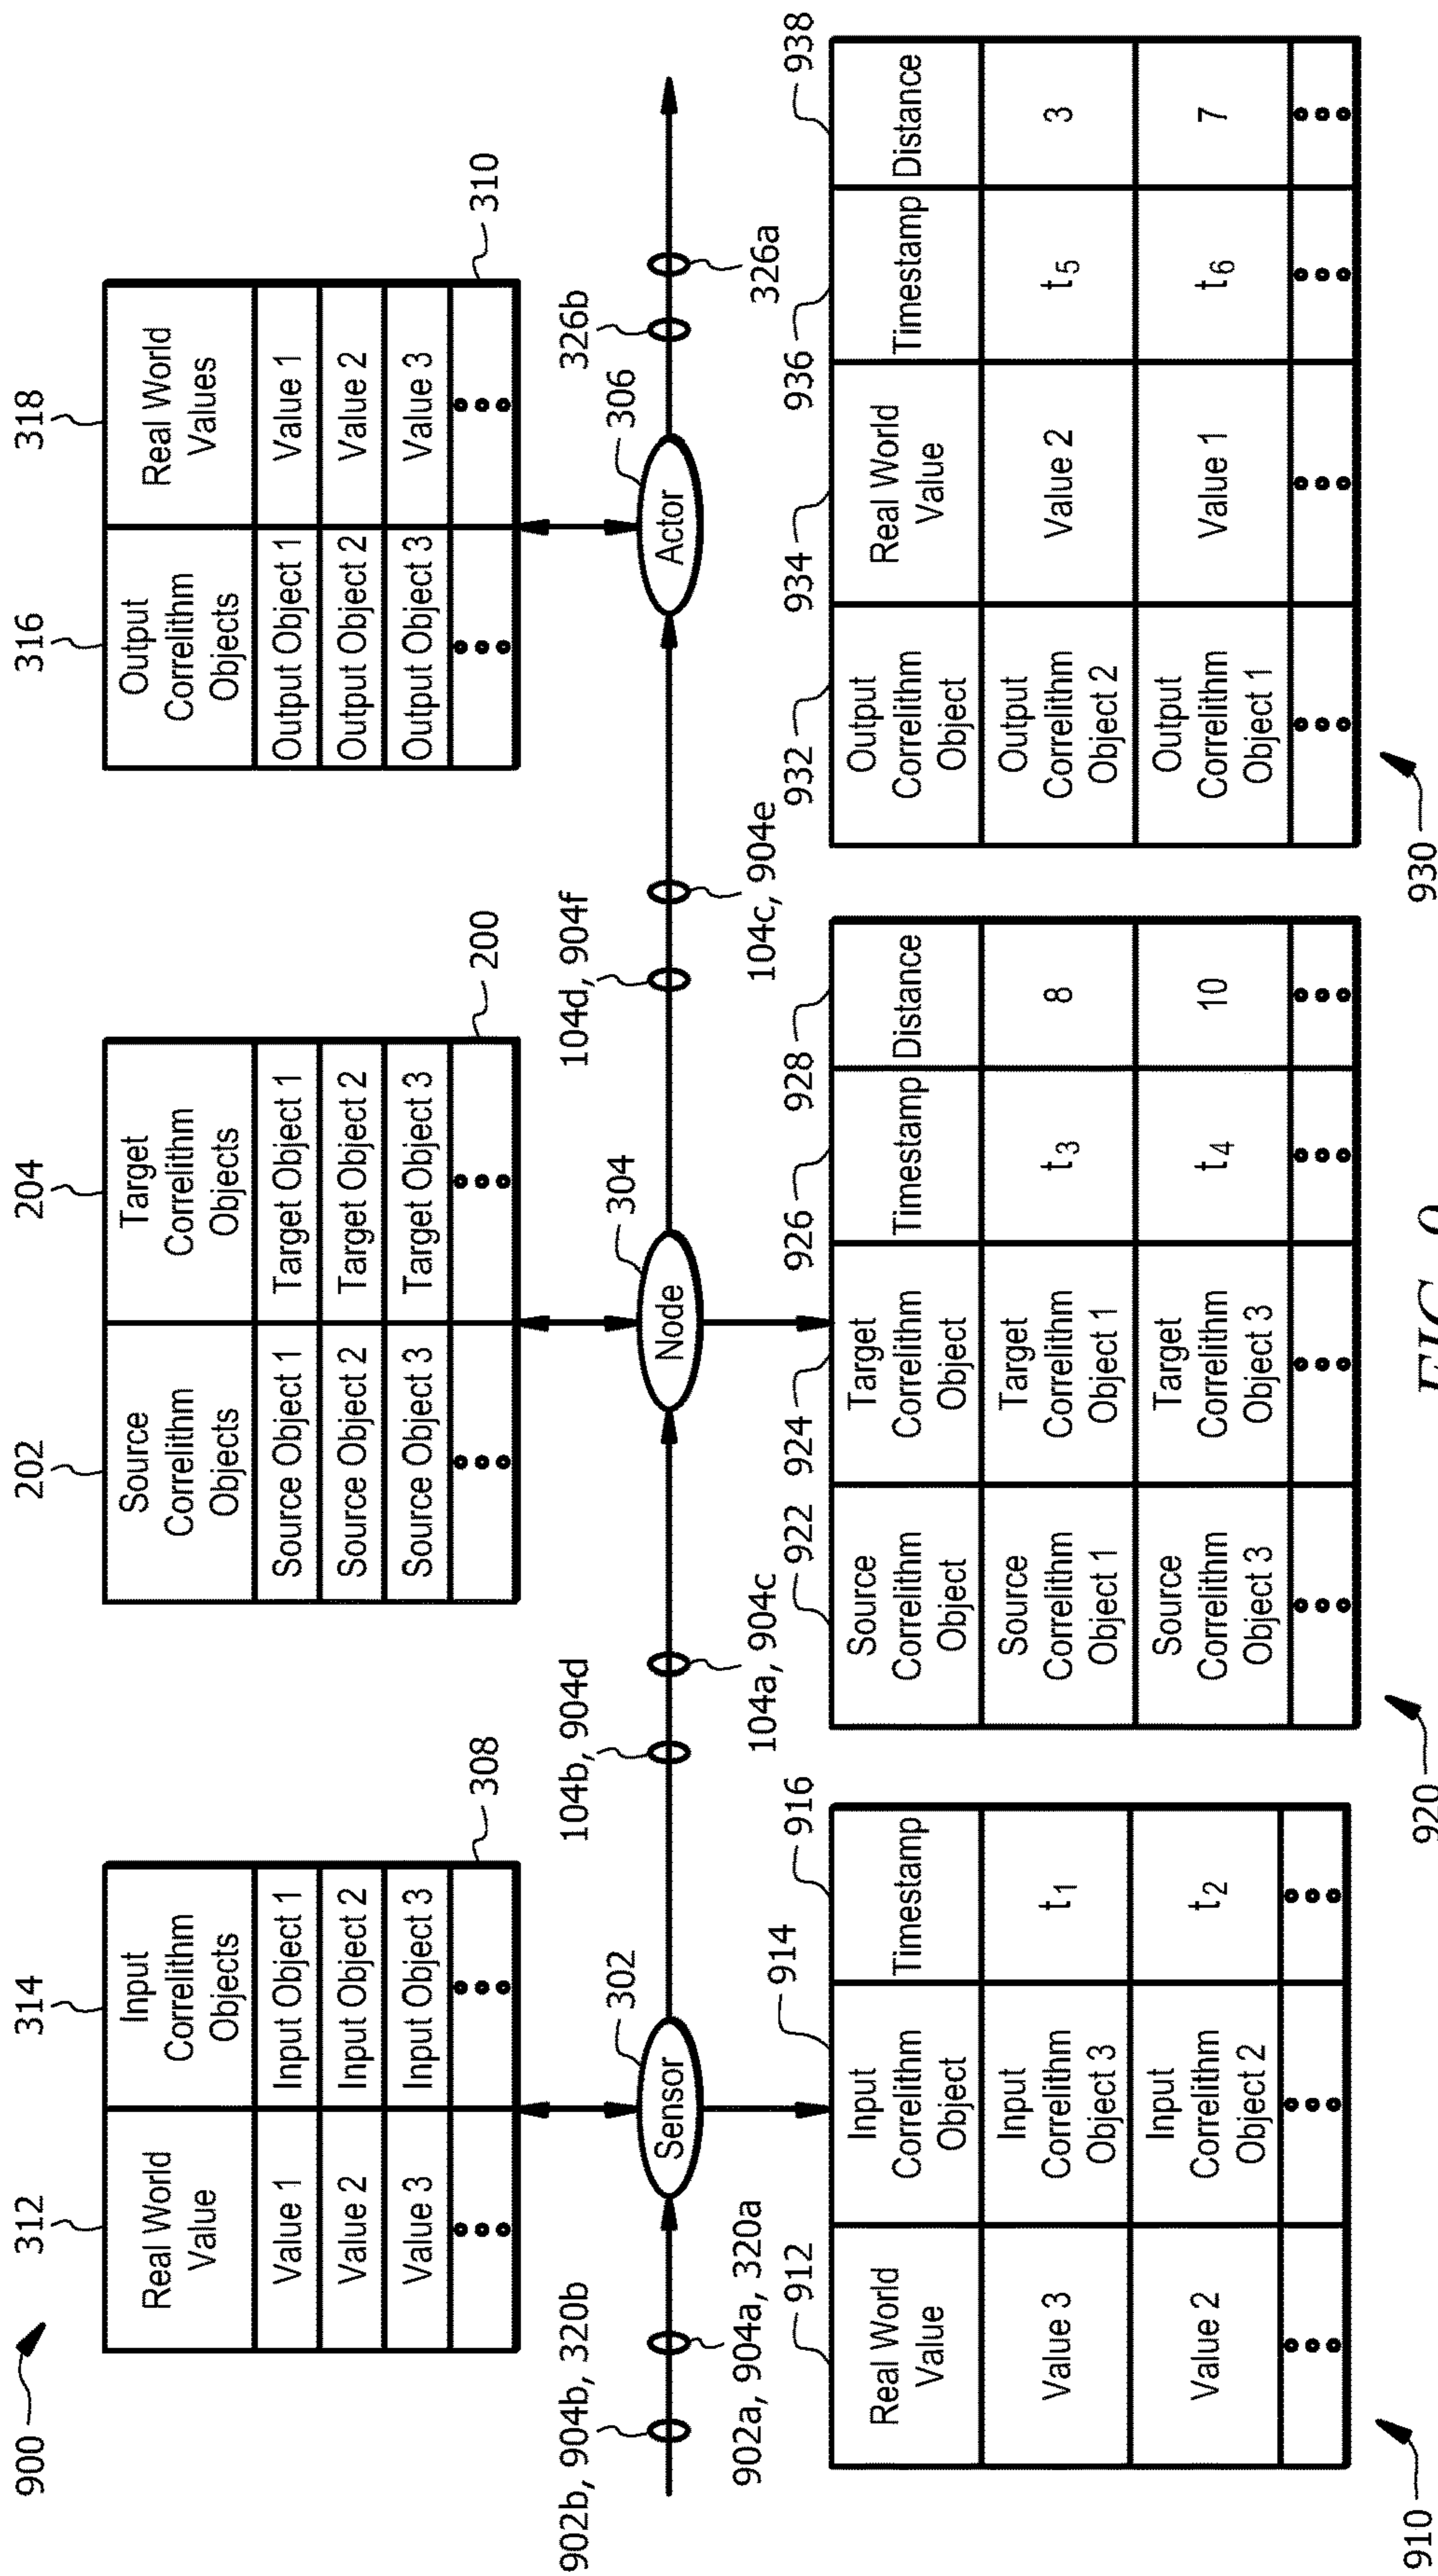 900
312
314
308
Real World
Value
Input
Correlithm
Objects
Value 1
Input Object 1
Value 2
Input Object 2
Value 3
Input Object 3
202
204
200
Source
Correlithm
Objects
Target
Correlithm
Objects
Source Object 1
Target Object 1
Source Object 2
Target Object 2
Source Object 3
Target Object 3
316
318
310
Output
Correlithm
Objects
Real World
Values
Output Object 1
Value 1
Output Object 2
Value 2
Output Object 3
Value 3
902b, 904b, 320b
902a, 904a, 320a
Sensor
302
104b, 904d
104a, 904c
Node
304
104d, 904f
104c, 904e
Actor
306
326b
326a
912
914
916
Real World
Value
Input
Correlithm
Object
Timestamp
Value 3
Input
Correlithm
Object 3
t1
Value 2
Input
Correlithm
Object 2
t2
910
922
924
926
928
Source
Correlithm
Object
Target
Correlithm
Object
Timestamp
Distance
Source
Correlithm
Object 1
Target
Correlithm
Object 1
t3
8
Source
Correlithm
Object 3
Target
Correlithm
Object 3
t4
10
920
932
934
936
938
Output
Correlithm
Object
Real World
Value
Timestamp
Distance
Output
Correlithm
Object 2
Value 2
t5
3
Output
Correlithm
Object 1
Value 1
t6
7
930